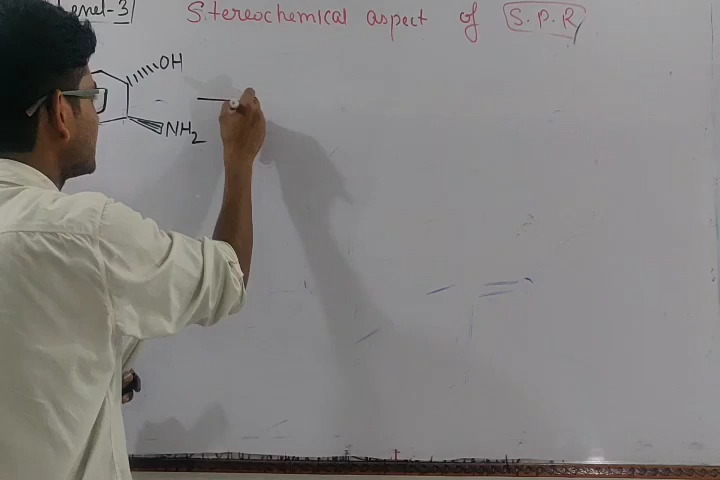 Level-3
Stereochemical aspect of S.P.R
OH
NH2